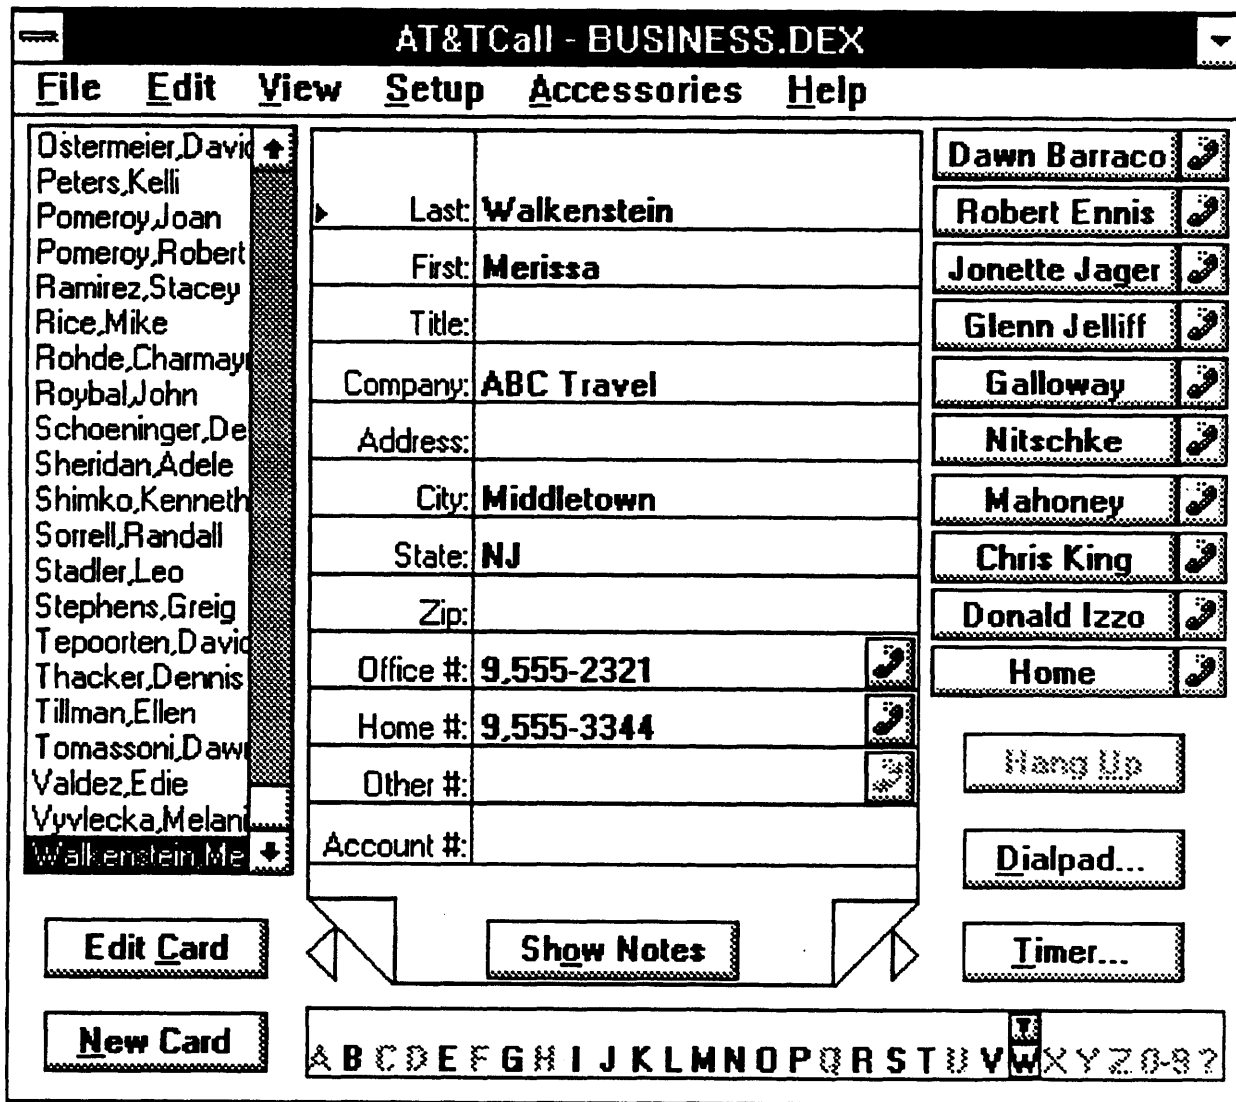 AT&TCall - BUSINESS.DEX
File Edit View Setup Accessories Help
Ostermeier,David
Peters,Kelli
Pomeroy,Joan
Pomeroy,Robert
Ramirez,Stacey
Rice,Mike
Rohde,Charmayn
Roybal,John
Schoeninger,De
Sheridan,Adele
Shimko,Kenneth
Sorrell,Randall
Stadler,Leo
Stephens,Greig
Tepoorten,David
Thacker,Dennis
Tillman,Ellen
Tomassoni,Dawn
Valdez,Edie
Vyvlecka,Melani
Walkenstein,Me
Edit Card
New Card
Last: Walkenstein
First: Merissa
Title:
Company: ABC Travel
Address:
City: Middletown
State: NJ
Zip:
Office #: 9,555-2321
Home #: 9,555-3344
Other #:
Account #:
Show Notes
Dawn Barraco
Robert Ennis
Jonette Jager
Glenn Jelliff
Galloway
Nitschke
Mahoney
Chris King
Donald Izzo
Home
Hang Up
Dialpad...
Timer...
A B C D E F G H I J K L M N O P Q R S T U V W X Y Z 0-9 ?